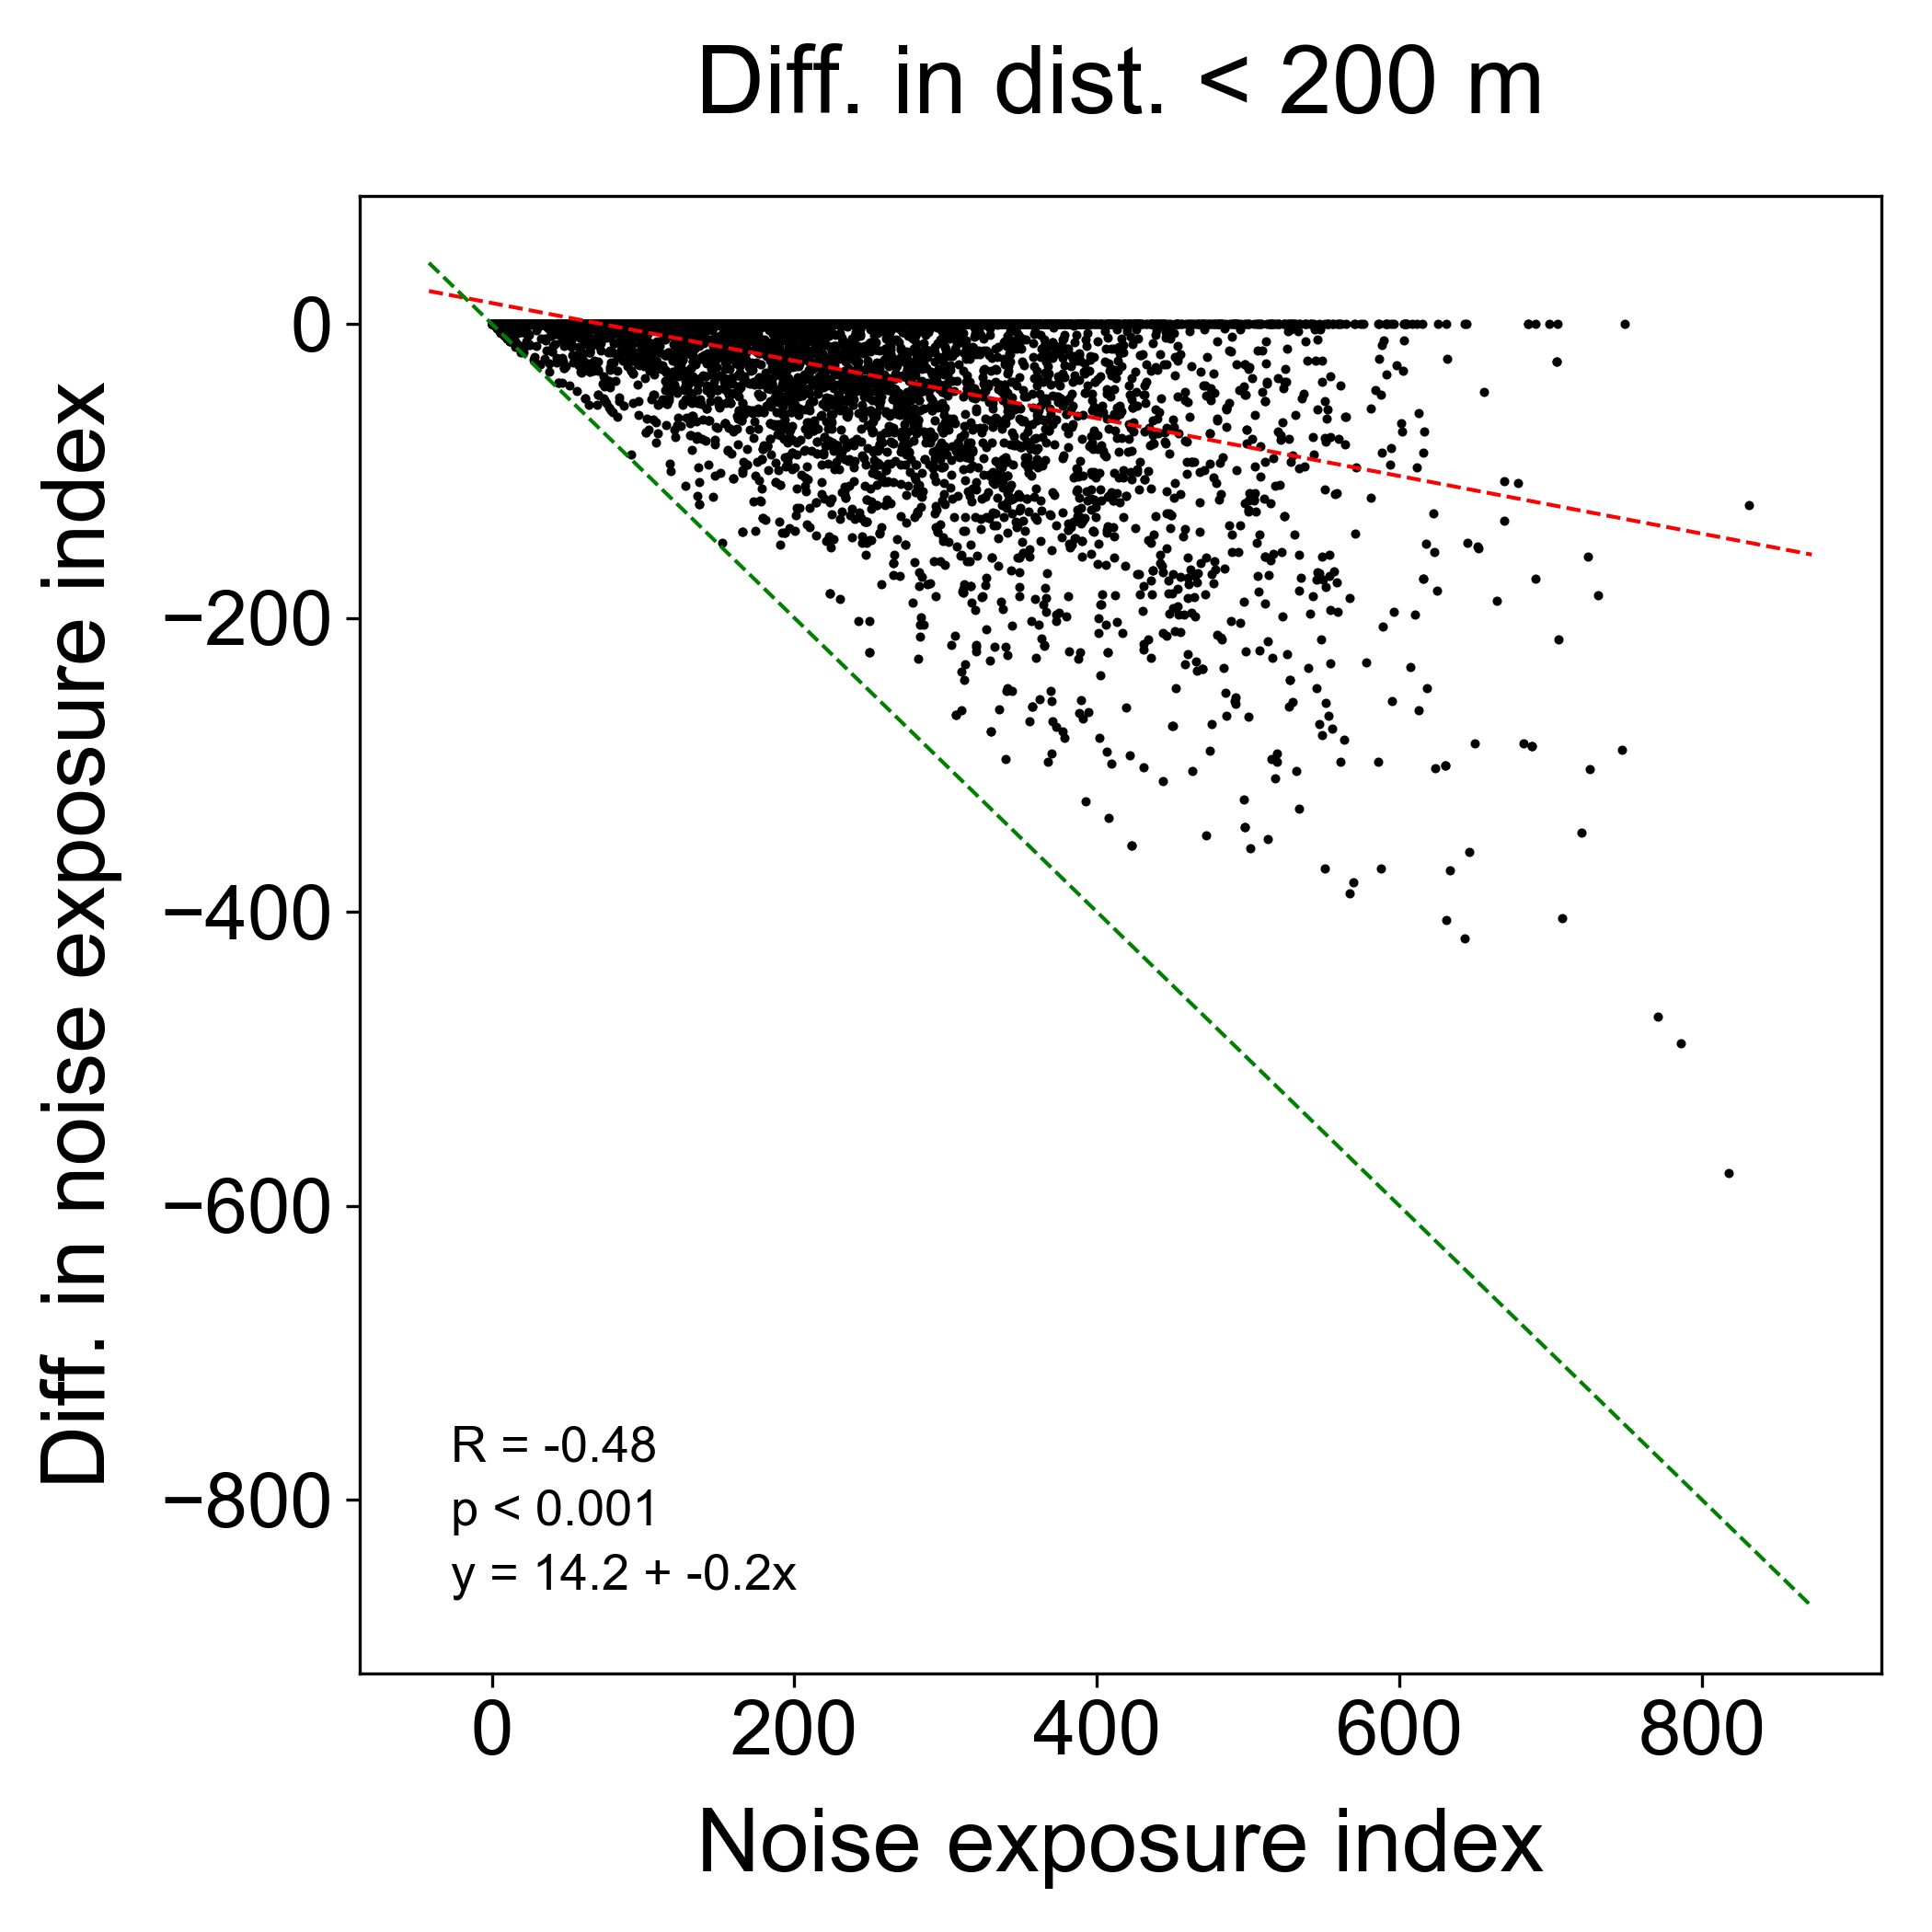 Diff. in dist. < 200 m
Diff. in noise exposure index
0
−200
−400
−600
−800
R = -0.48
p < 0.001
y = 14.2 + -0.2x
0 200 400 600 800
Noise exposure index